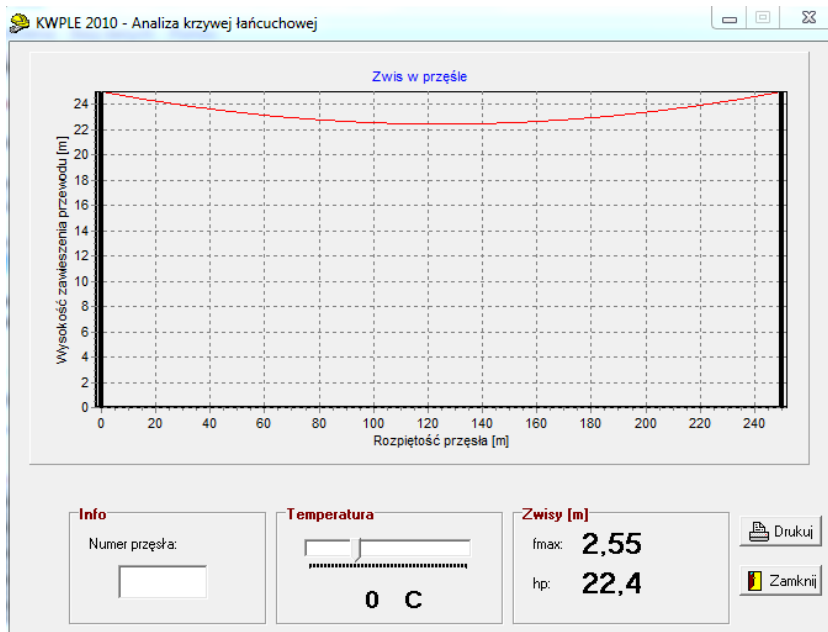 KWPLE 2010 - Analiza krzywej łańcuchowej
Zwis w przęśle
Wysokość zawieszenia przewodu [m]
24
22
20
18
16
14
12
10
8
6
4
2
0
0 20 40 60 80 100 120 140 160 180 200 220 240
Rozpiętość przęsła [m]
Info
Numer przęsła:
Temperatura
0 C
Zwisy [m]
fmax: 2,55
hp: 22,4
Drukuj
Zamknij